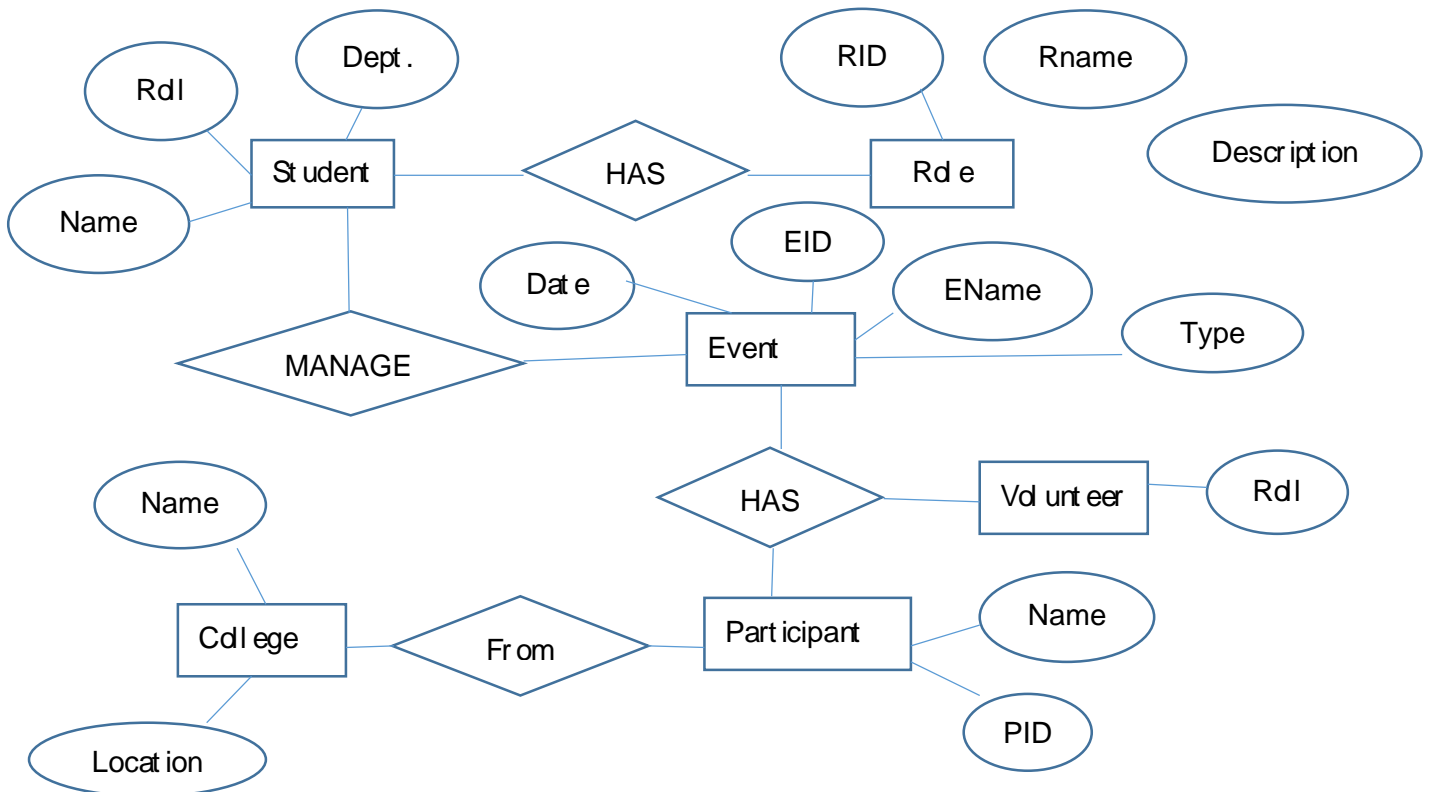 Dept.
RID
Rname
Roll
Description
Student
HAS
Role
Name
EID
Date
EName
Type
Event
MANAGE
Name
HAS
Volunteer
Roll
College
From
Participant
Name
PID
Location